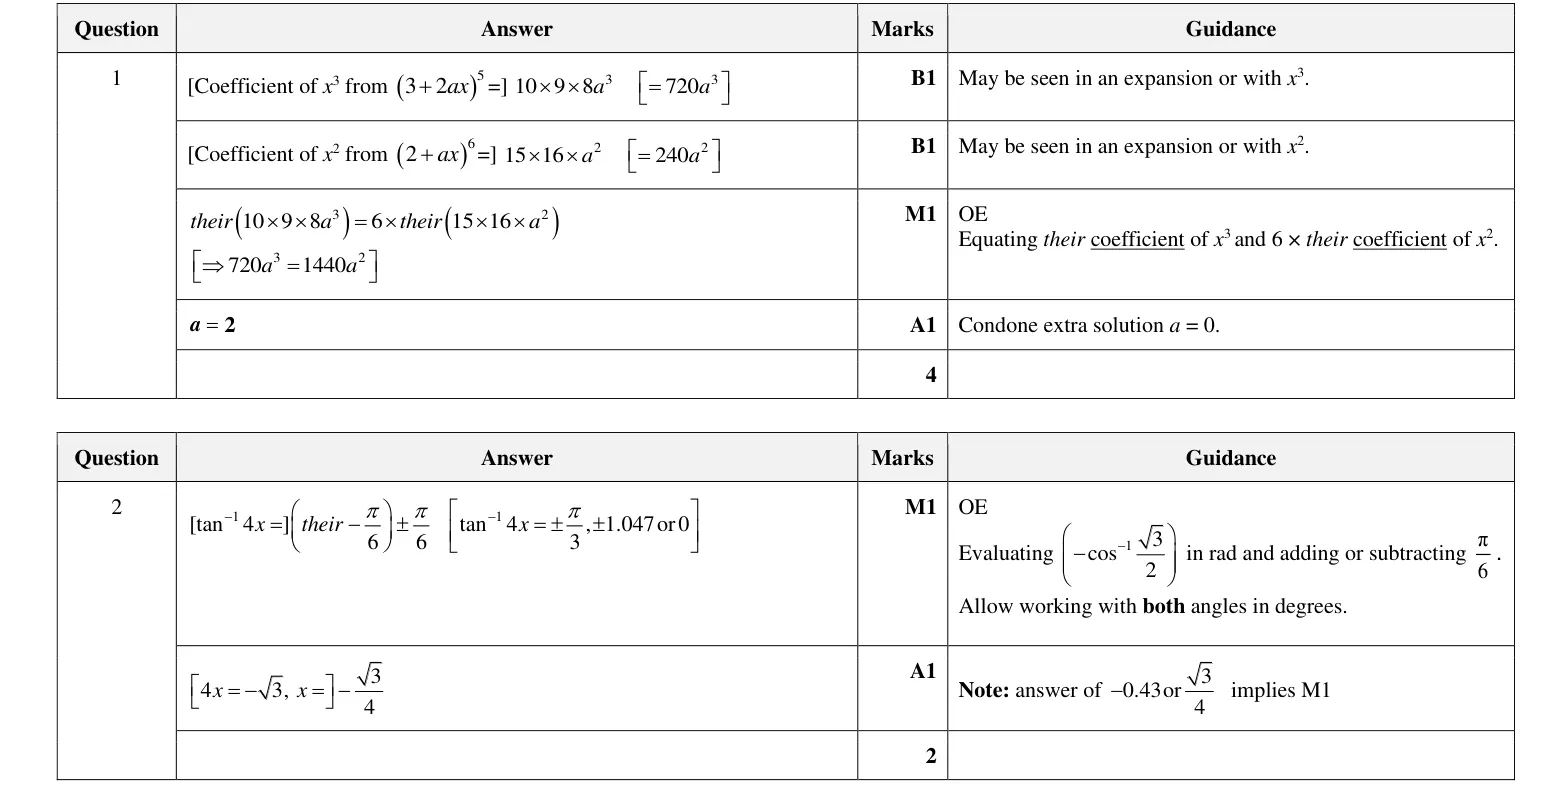 Question Answer Marks Guidance
1 [Coefficient of x³ from (3 + 2ax)⁵ =] 10 × 9 × 8a³ [= 720a³] B1 May be seen in an expansion or with x³.
[Coefficient of x² from (2 + ax)⁶ =] 15 × 16 × a² [= 240a²] B1 May be seen in an expansion or with x².
their(10 × 9 × 8a³) = 6 × their(15 × 16 × a²) M1 OE
Equating their coefficient of x³ and 6 × their coefficient of x².
[⇒ 720a³ = 1440a²]
a = 2 A1 Condone extra solution a = 0.
4
Question Answer Marks Guidance
2 [tan⁻¹ 4x =](their − π/6) ± π/6 [tan⁻¹ 4x = ± π/3, ±1.047 or 0] M1 OE
Evaluating (−cos⁻¹ √3/2) in rad and adding or subtracting π/6.
Allow working with both angles in degrees.
[4x = −√3, x =] −√3/4 A1 Note: answer of −0.43 or √3/4 implies M1
2